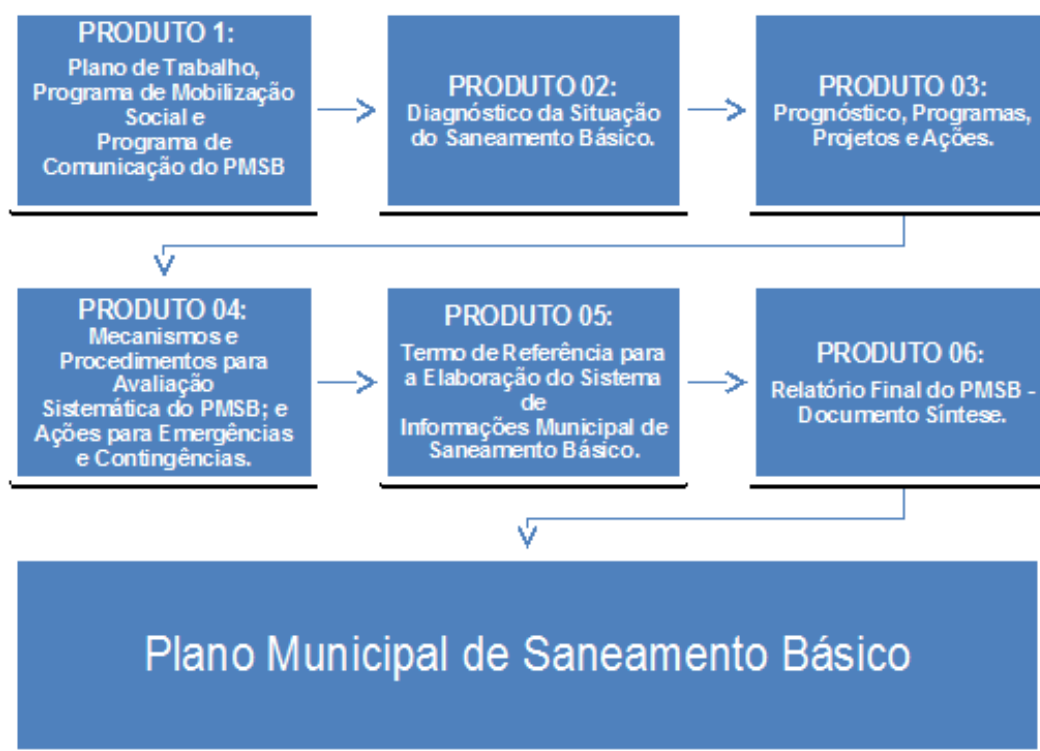 PRODUTO 1:
Plano de Trabalho,
Programa de Mobilização
Social e
Programa de
Comunicação do PMSB
PRODUTO 02:
Diagnóstico da Situação
do Saneamento Básico.
PRODUTO 03:
Prognóstico, Programas,
Projetos e Ações.
PRODUTO 04:
Mecanismos e
Procedimentos para
Avaliação
Sistemática do PMSB; e
Ações para Emergências
e Contingências.
PRODUTO 05:
Termo de Referência para
a Elaboração do Sistema
de
Informações Municipal de
Saneamento Básico.
PRODUTO 06:
Relatório Final do PMSB -
Documento Síntese.
Plano Municipal de Saneamento Básico